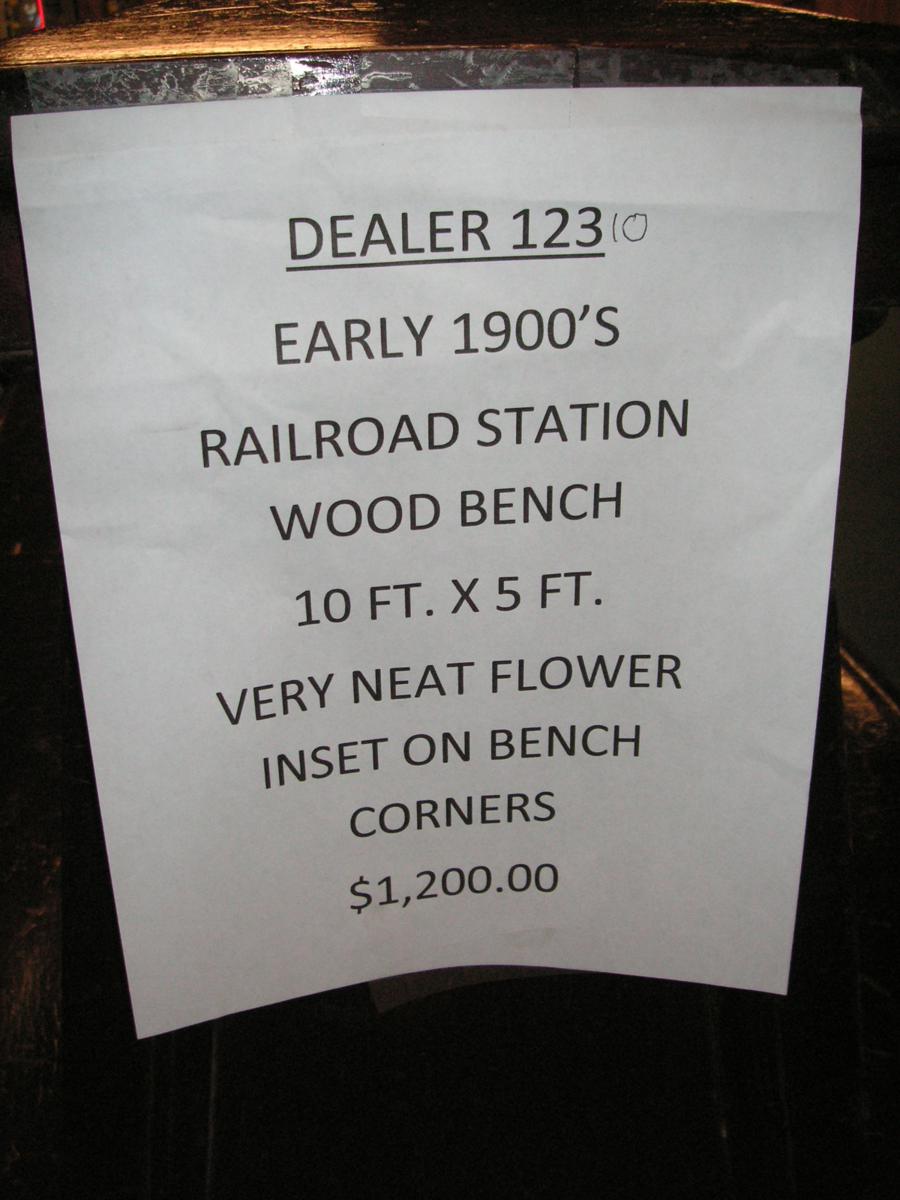 DEALER 12310
EARLY 1900'S
RAILROAD STATION
WOOD BENCH
10 FT. X 5 FT.
VERY NEAT FLOWER
INSET ON BENCH
CORNERS
$1,200.00